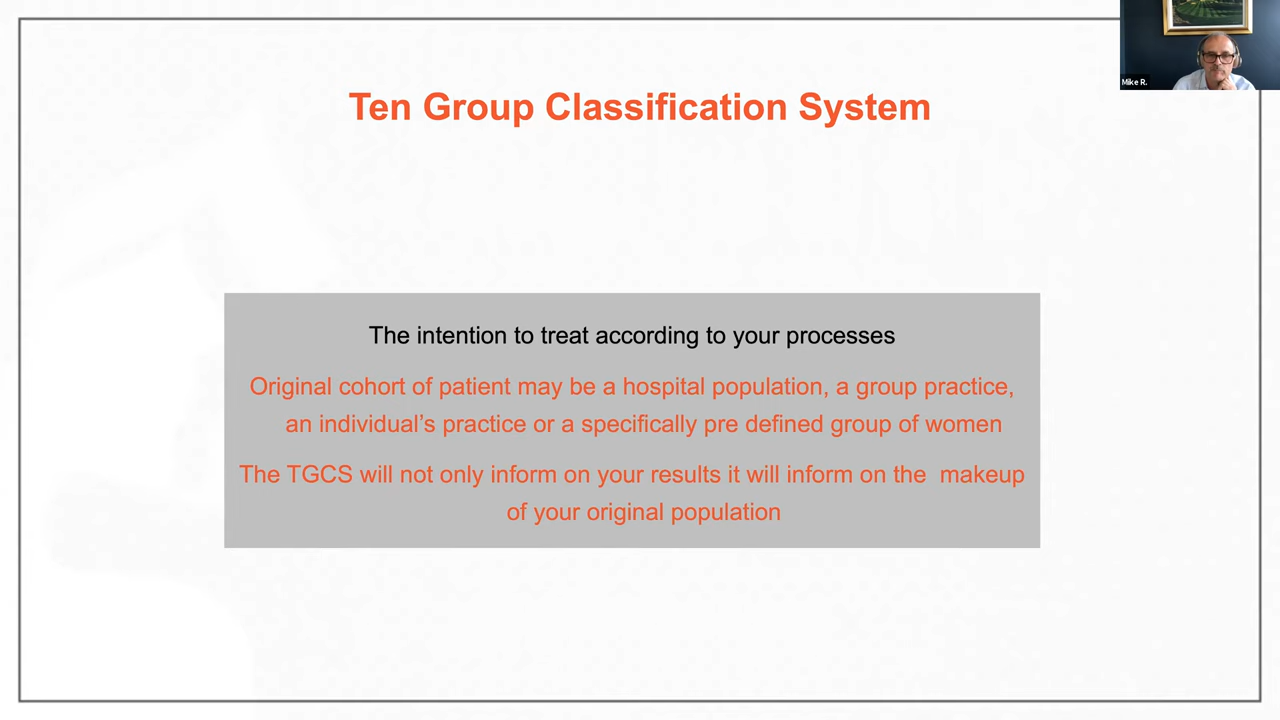 Mike R.
Ten Group Classification System
The intention to treat according to your processes
Original cohort of patient may be a hospital population, a group practice,
an individual’s practice or a specifically pre defined group of women
The TGCS will not only inform on your results it will inform on the  makeup
of your original population